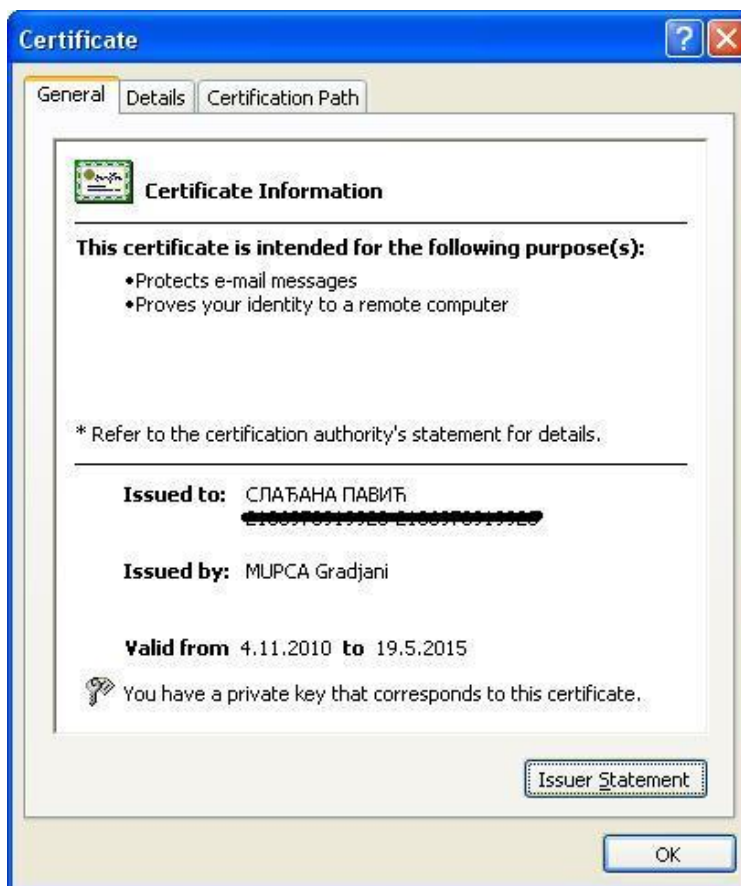 Certificate
General Details Certification Path
Certificate Information
This certificate is intended for the following purpose(s):
•Protects e-mail messages
•Proves your identity to a remote computer
* Refer to the certification authority's statement for details.
Issued to: СЛАЂАНА ПАВИЋ
Issued by: MUPCA Gradjani
Valid from 4.11.2010 to 19.5.2015
You have a private key that corresponds to this certificate.
Issuer Statement
OK